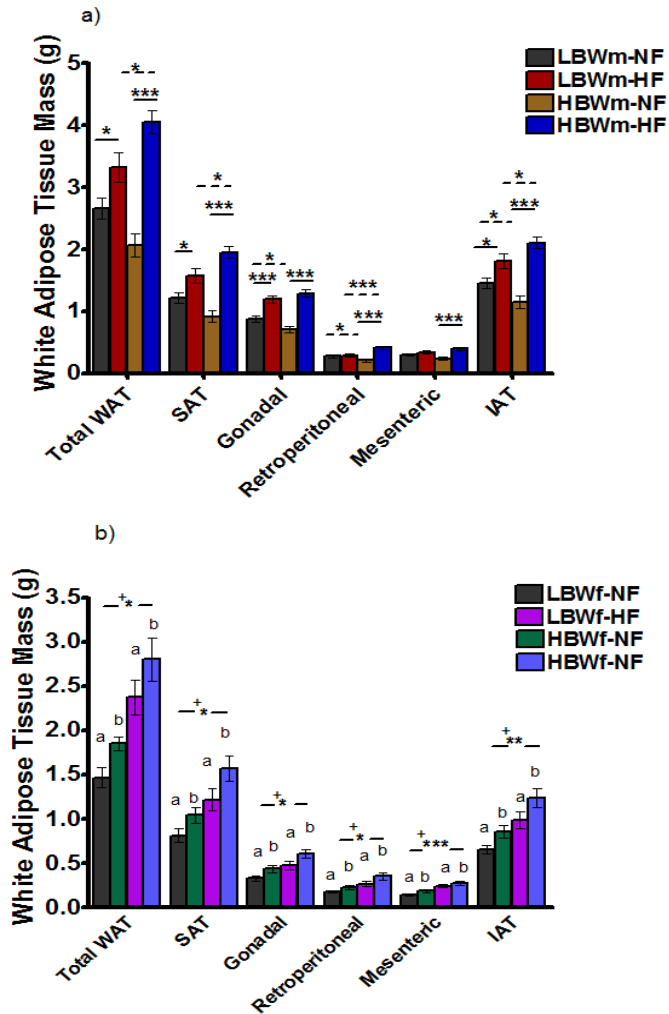 a)
White Adipose Tissue Mass (g)
5
4
3
2
1
0
LBWm-NF
LBWm-HF
HBWm-NF
HBWm-HF
* *** *
* * ***
* *** ***
* *** ***
***
* * * ***
Total WAT
SAT
Gonadal
Retroperitoneal
Mesenteric
IAT
b)
White Adipose Tissue Mass (g)
3.5
3.0
2.5
2.0
1.5
1.0
0.5
0.0
LBWf-NF
LBWf-HF
HBWf-NF
HBWf-NF
+ * a b a b
+ * a b a b
+ * a b a b
+ * a b a b
+ *** a b a b
+ ** a b a b
Total WAT
SAT
Gonadal
Retroperitoneal
Mesenteric
IAT